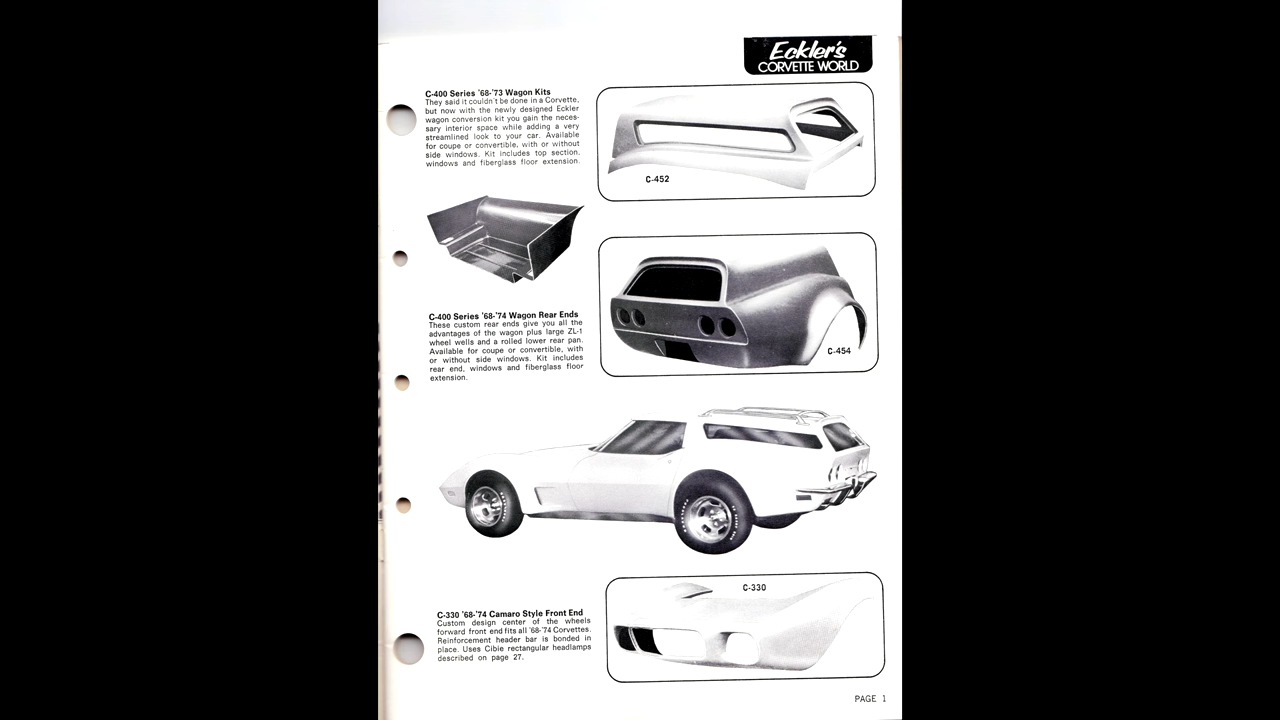 Eckler's
CORVETTE WORLD
C-400 Series '68-'73 Wagon Kits
They said it couldn't be done in a Corvette,
but now with the newly designed Eckler
wagon conversion kit you gain the neces-
sary interior space while adding a very
streamlined look to your car. Available
for coupe or convertible, with or without
side windows. Kit includes top section,
windows and fiberglass floor extension.
C-452
C-400 Series '68-'74 Wagon Rear Ends
These custom rear ends give you all the
advantages of the wagon plus large ZL-1
wheel wells and a rolled lower rear pan.
Available for coupe or convertible, with
or without side windows. Kit includes
rear end, windows and fiberglass floor
extension.
C-454
C-330
C-330 '68-'74 Camaro Style Front End
Custom design center of the wheels
forward front end fits all '68-'74 Corvettes.
Reinforcement header bar is bonded in
place. Uses Cibie rectangular headlamps
described on page 27.
PAGE 1